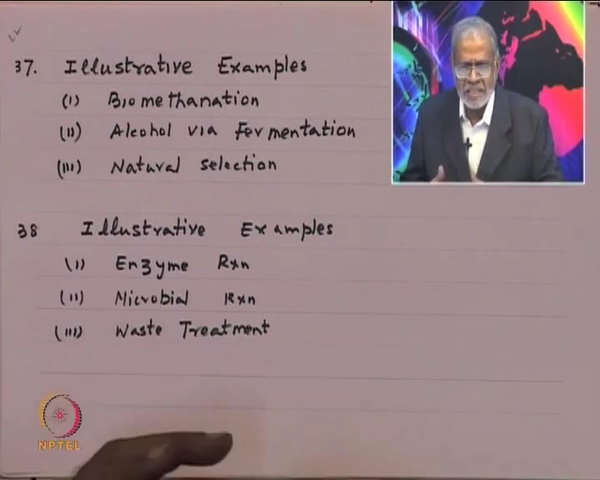 37. Illustrative Examples
(i) Biomethanation
(ii) Alcohol via Fermentation
(iii) Natural selection
38 Illustrative Examples
(i) Enzyme Rxn
(ii) Microbial Rxn
(iii) Waste Treatment
NPTEL